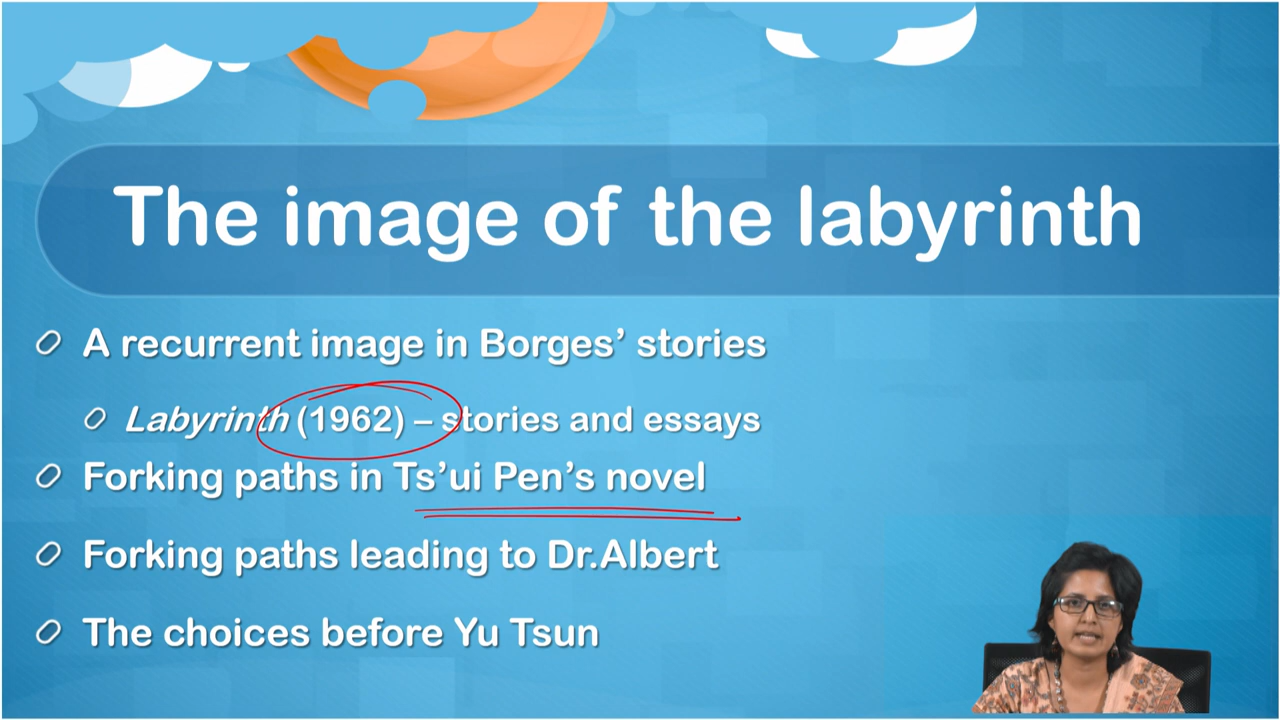 The image of the labyrinth
A recurrent image in Borges’ stories
Labyrinth (1962) – stories and essays
Forking paths in Ts’ui Pen’s novel
Forking paths leading to Dr.Albert
The choices before Yu Tsun